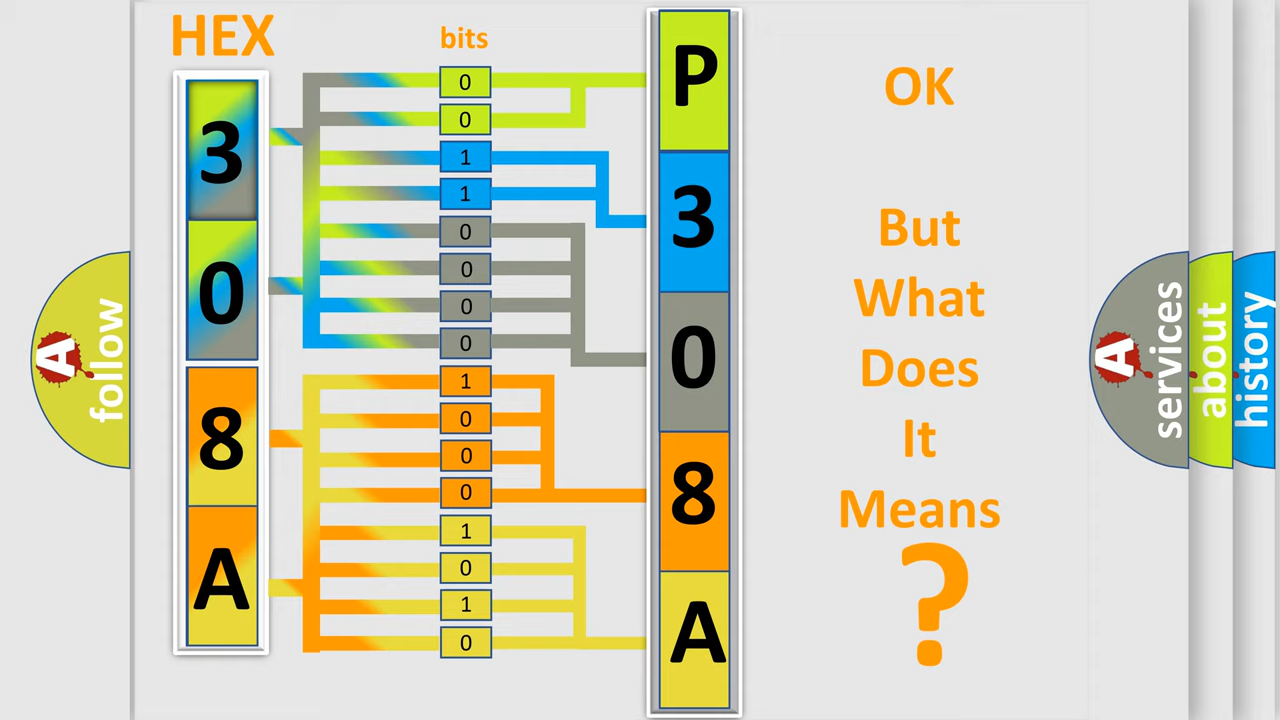 HEX
bits
3
0
8
A
0
0
1
1
0
0
0
0
1
0
0
0
1
0
1
0
P
3
0
8
A
OK
But
What
Does
It
Means
?
A
follow
A
services
about
history